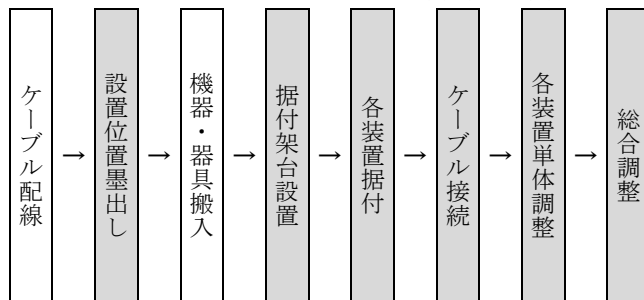 ケーブル配線
→
設置位置墨出し
→
機器・器具搬入
→
据付架台設置
→
各装置据付
→
ケーブル接続
→
各装置単体調整
→
総合調整